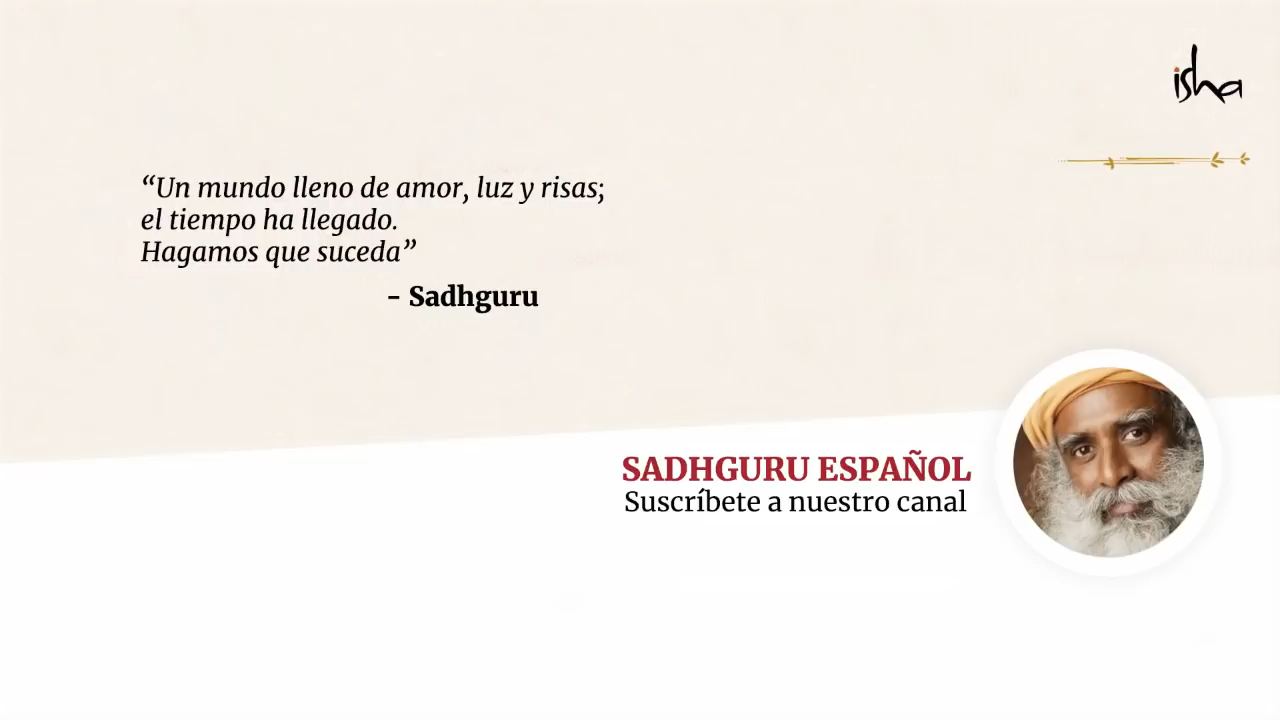 isha
“Un mundo lleno de amor, luz y risas;
el tiempo ha llegado.
Hagamos que suceda”
- Sadhguru
SADHGURU ESPAÑOL
Suscríbete a nuestro canal